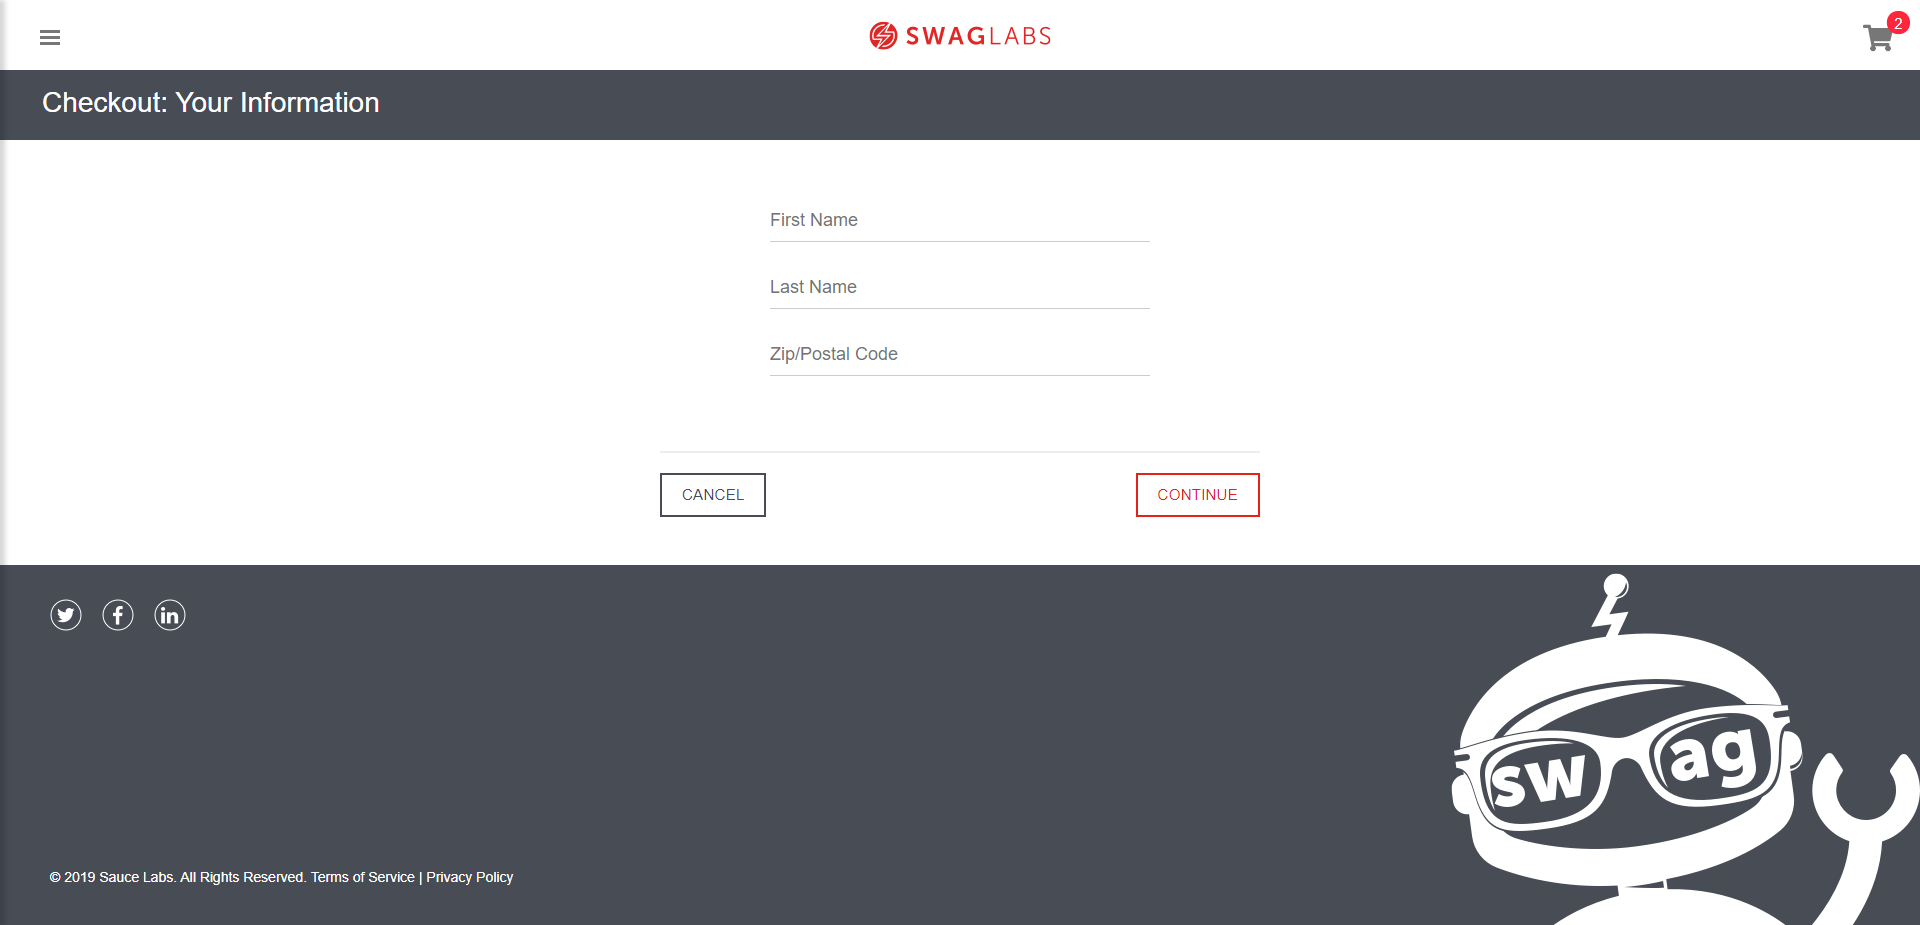 SWAGLABS
2
Checkout: Your Information
First Name
Last Name
Zip/Postal Code
CANCEL
CONTINUE
sw ag
© 2019 Sauce Labs. All Rights Reserved. Terms of Service | Privacy Policy